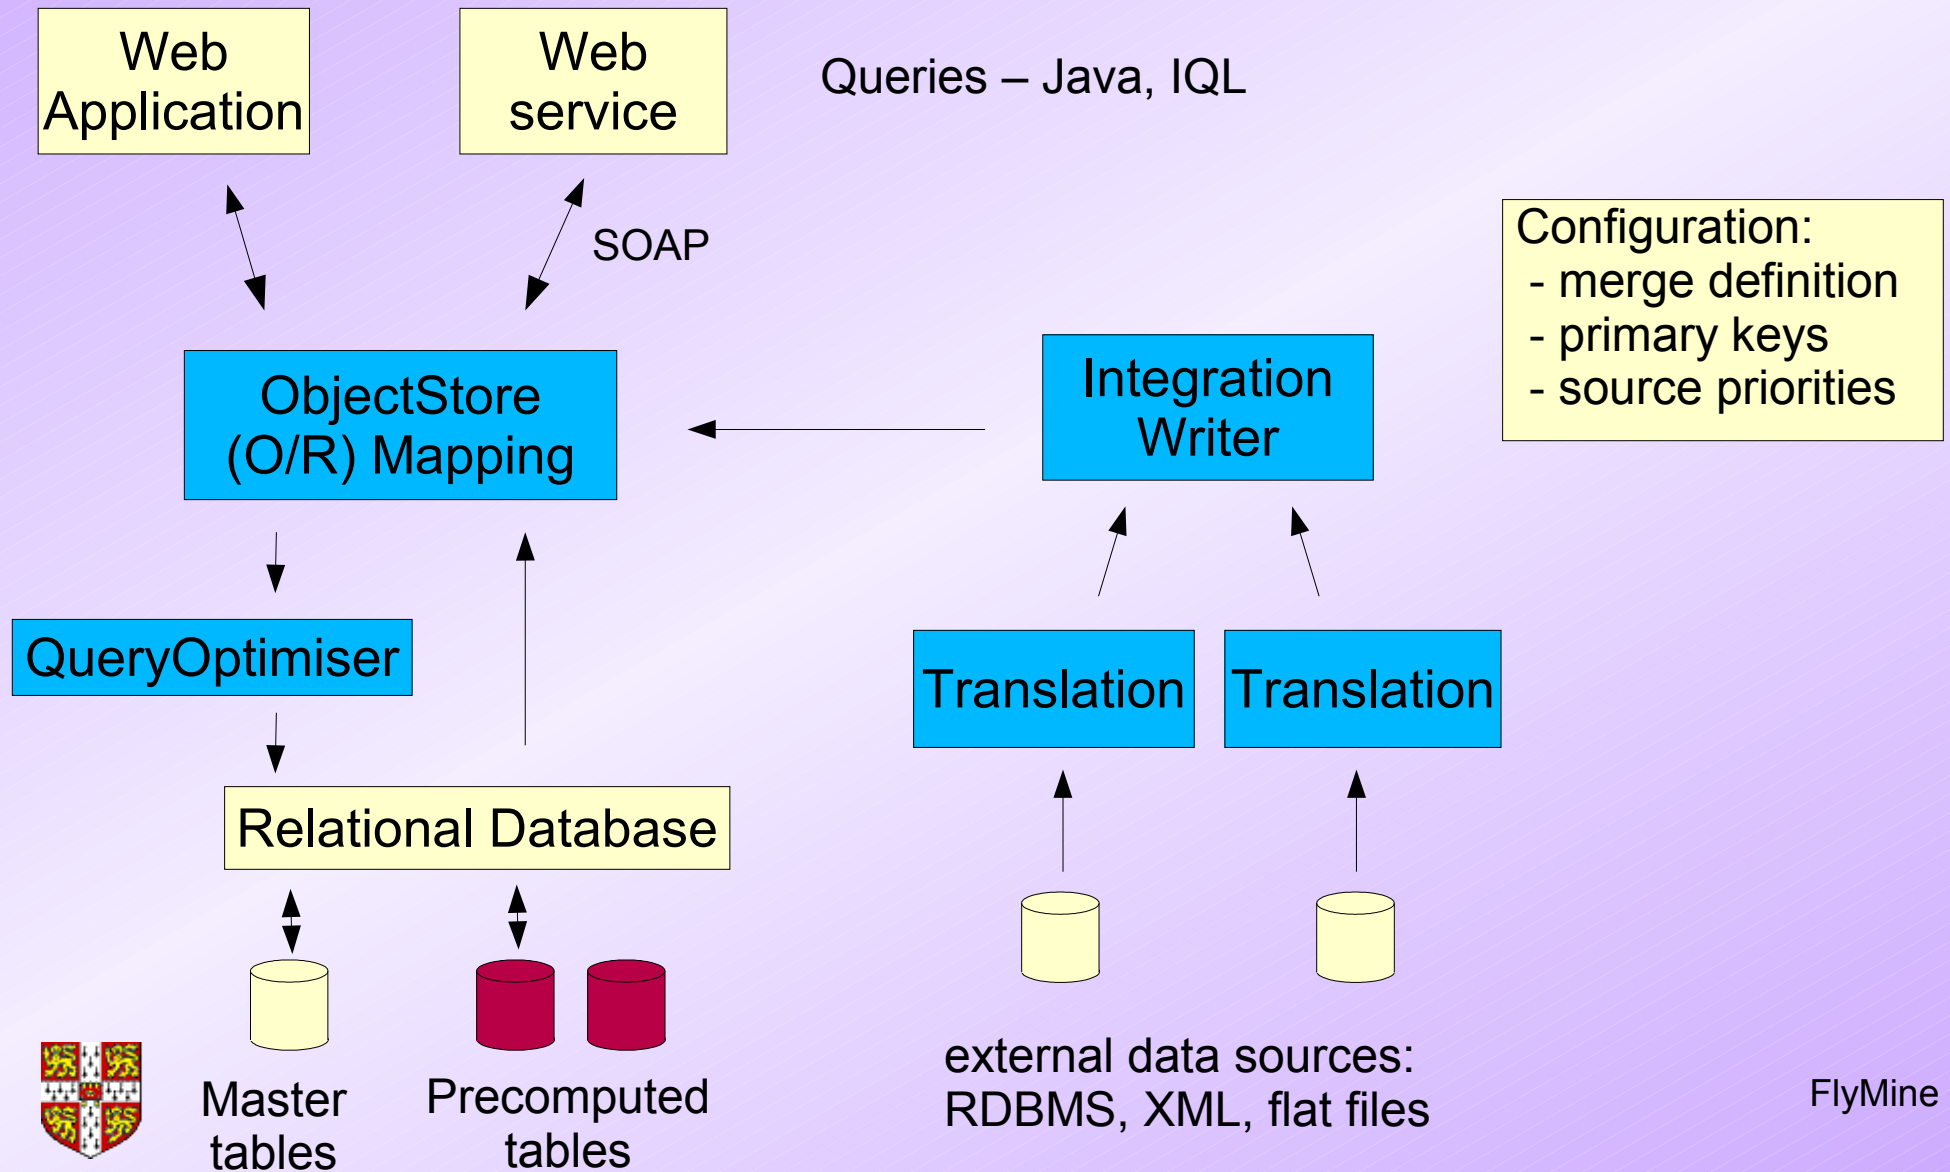 Web
Application
Web
service
Queries – Java, IQL
SOAP
Configuration:
- merge definition
- primary keys
- source priorities
ObjectStore
(O/R) Mapping
Integration
Writer
QueryOptimiser
Translation
Translation
Relational Database
Master
tables
Precomputed
tables
external data sources:
RDBMS, XML, flat files
FlyMine